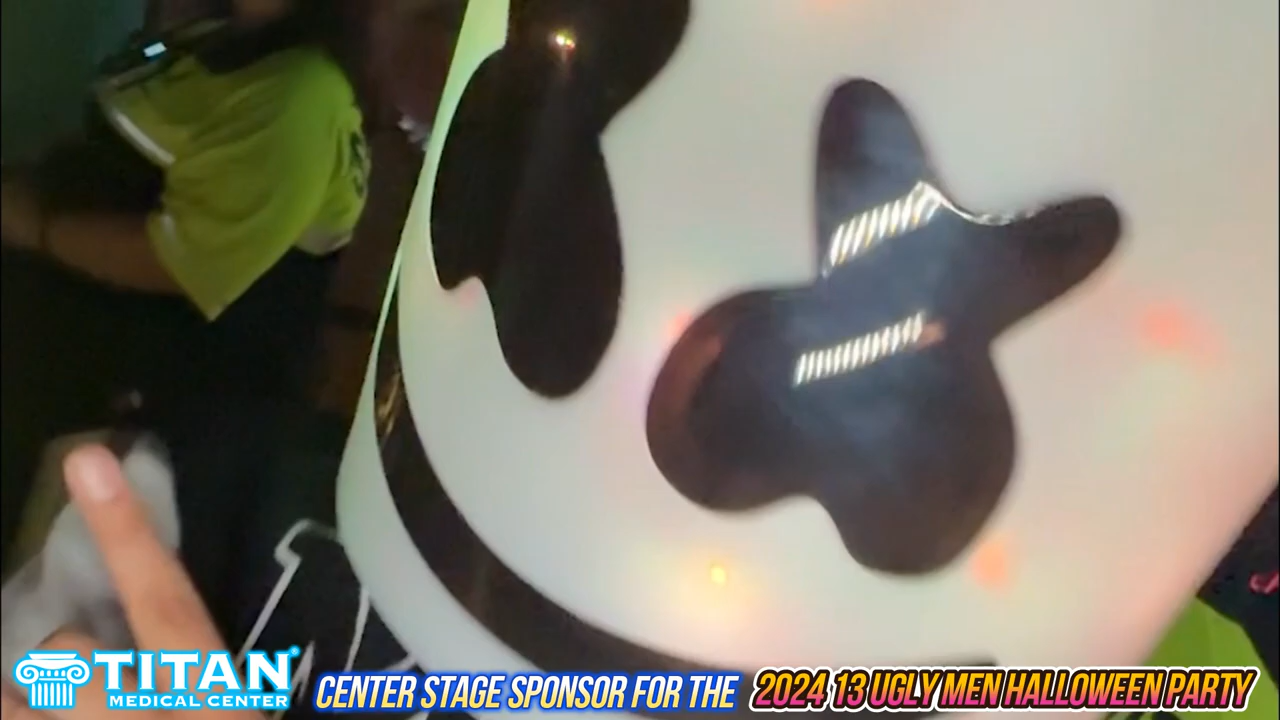 TITAN®
MEDICAL CENTER
CENTER STAGE SPONSOR FOR THE 2024 13 UGLY MEN HALLOWEEN PARTY